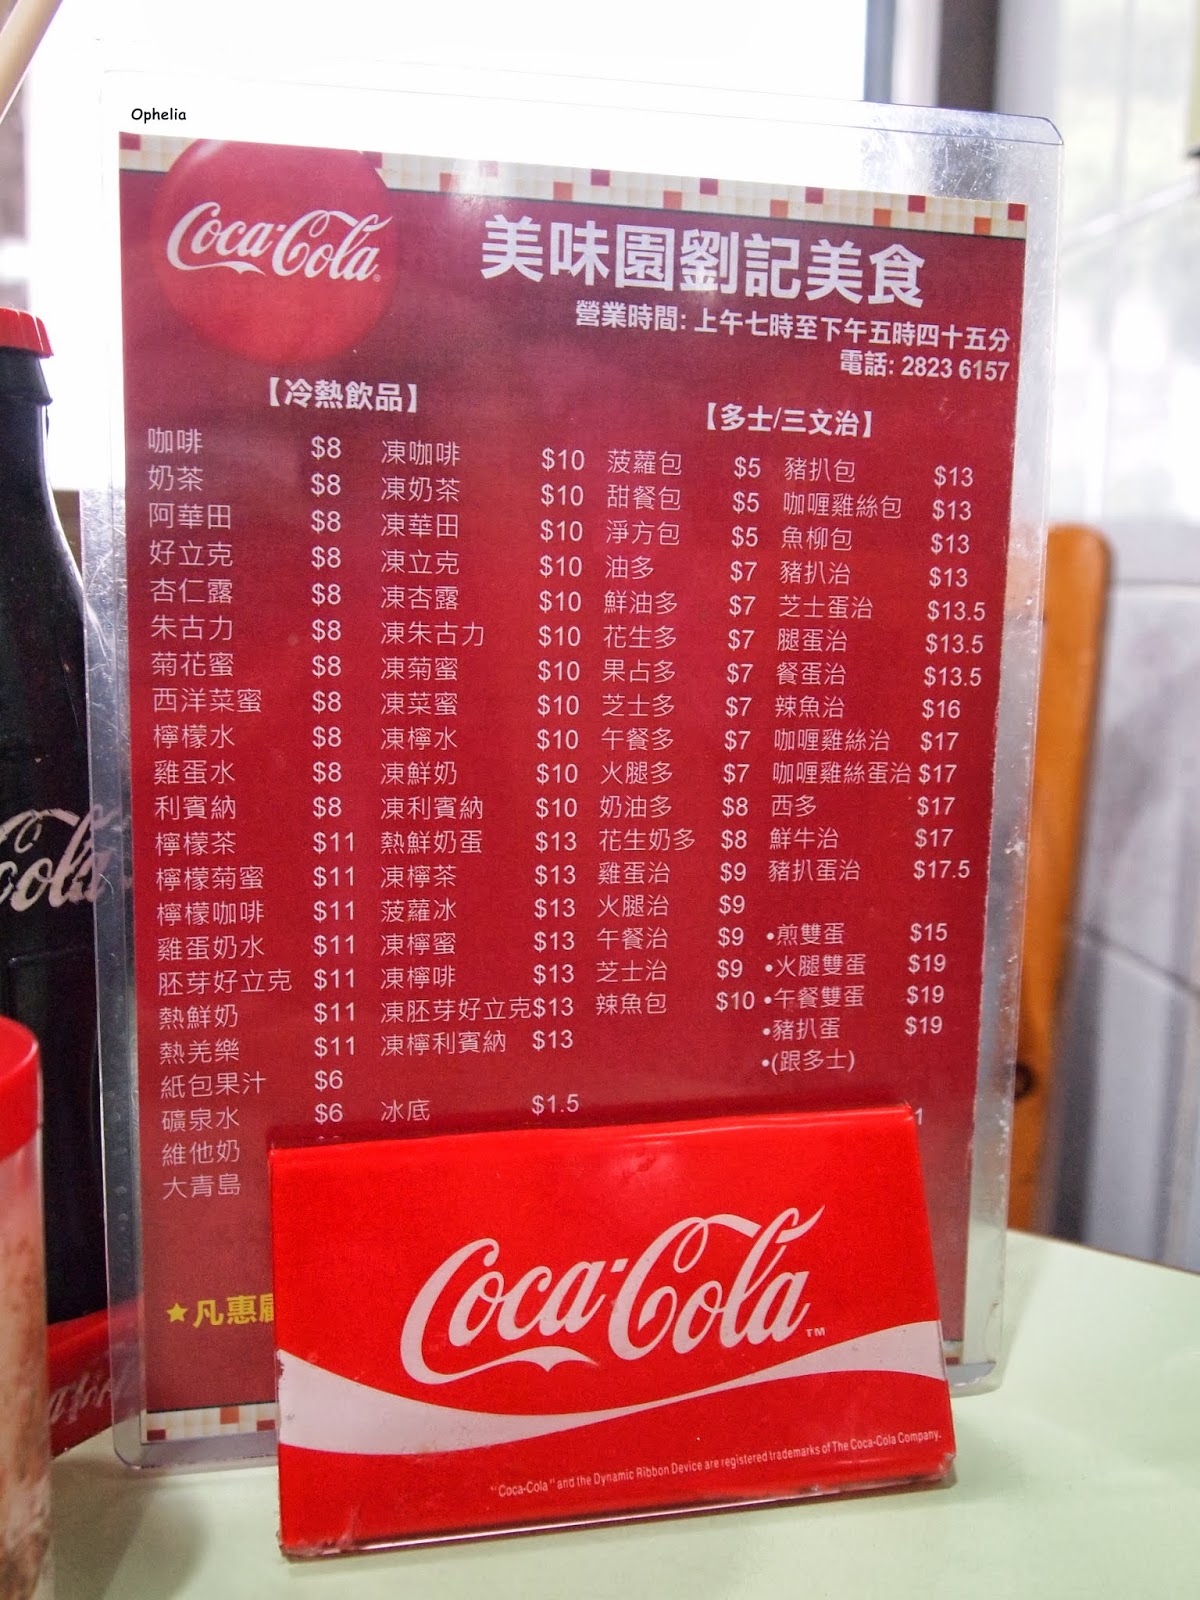 Ophelia
Coca-Cola
美味園劉記美食
營業時間: 上午七時至下午五時四十五分
電話: 2823 6157
【冷熱飲品】
咖啡 $8
奶茶 $8
阿華田 $8
好立克 $8
杏仁露 $8
朱古力 $8
菊花蜜 $8
西洋菜蜜 $8
檸檬水 $8
雞蛋水 $8
利賓納 $8
檸檬茶 $11
檸檬菊蜜 $11
檸檬咖啡 $11
雞蛋奶水 $11
胚芽好立克 $11
熱鮮奶 $11
熱羌樂 $11
紙包果汁 $6
礦泉水 $6
維他奶
大青島
凍咖啡 $10
凍奶茶 $10
凍華田 $10
凍立克 $10
凍杏露 $10
凍朱古力 $10
凍菊蜜 $10
凍菜蜜 $10
凍檸水 $10
凍鮮奶 $10
凍利賓納 $10
熱鮮奶蛋 $13
凍檸茶 $13
菠蘿冰 $13
凍檸蜜 $13
凍檸啡 $13
凍胚芽好立克 $13
凍檸利賓納 $13
冰底 $1.5
【多士/三文治】
菠蘿包 $5
甜餐包 $5
淨方包 $5
油多 $7
鮮油多 $7
花生多 $7
果占多 $7
芝士多 $7
午餐多 $7
火腿多 $7
奶油多 $8
花生奶多 $8
雞蛋治 $9
火腿治 $9
午餐治 $9
芝士治 $9
辣魚包 $10
豬扒包 $13
咖喱雞絲包 $13
魚柳包 $13
豬扒治 $13
芝士蛋治 $13.5
腿蛋治 $13.5
餐蛋治 $13.5
辣魚治 $16
咖喱雞絲治 $17
咖喱雞絲蛋治 $17
西多 $17
鮮牛治 $17
豬扒蛋治 $17.5
•煎雙蛋 $15
•火腿雙蛋 $19
•午餐雙蛋 $19
•豬扒蛋 $19
•(跟多士)
★凡惠顧
Coca-Cola™
"Coca-Cola" and the Dynamic Ribbon Device are registered trademarks of The Coca-Cola Company.
Cola